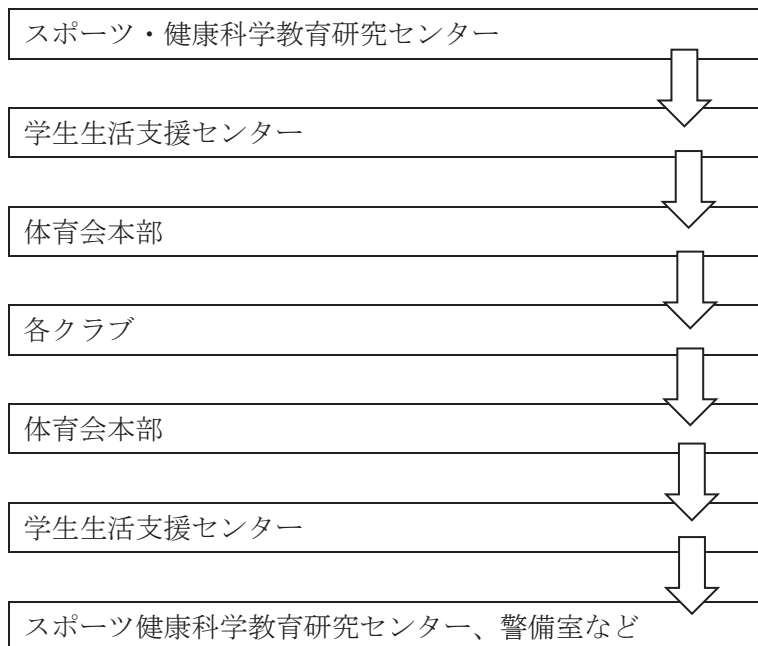 スポーツ・健康科学教育研究センター
学生生活支援センター
体育会本部
各クラブ
体育会本部
学生生活支援センター
スポーツ健康科学教育研究センター、警備室など